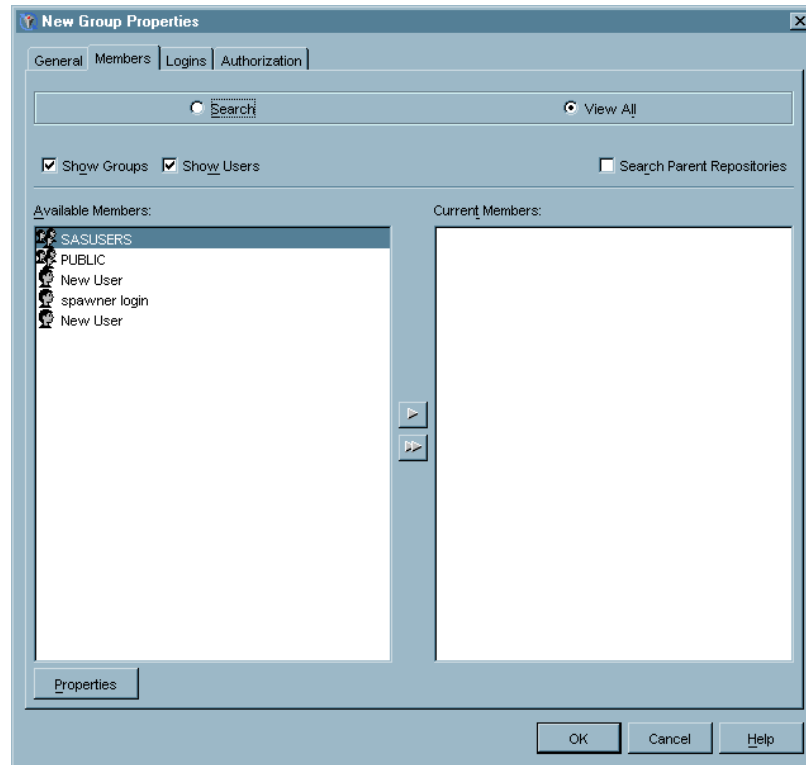 New Group Properties
General Members Logins Authorization
Search View All
Show Groups Show Users Search Parent Repositories
Available Members: Current Members:
SASUSERS
PUBLIC
New User
spawner login
New User
Properties
OK Cancel Help